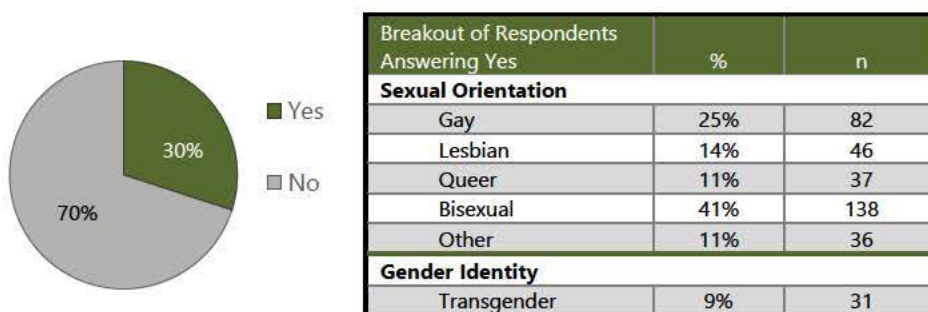 30%
70%
Yes
No
Breakout of Respondents
Answering Yes % n
Sexual Orientation
Gay 25% 82
Lesbian 14% 46
Queer 11% 37
Bisexual 41% 138
Other 11% 36
Gender Identity
Transgender 9% 31